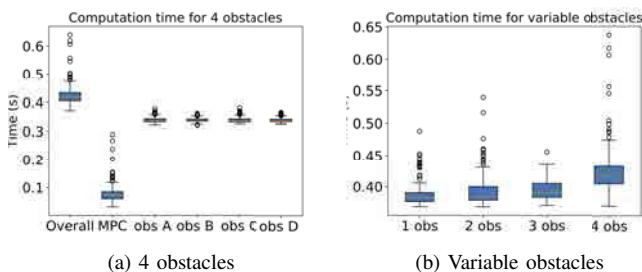 Computation time for 4 obstacles
0.6
0.5
0.4
0.3
0.2
0.1
Time (s)
Overall MPC obs A obs B obs C obs D
(a) 4 obstacles
Computation time for variable obstacles
0.65
0.60
0.55
0.50
0.45
0.40
1 obs 2 obs 3 obs 4 obs
(b) Variable obstacles